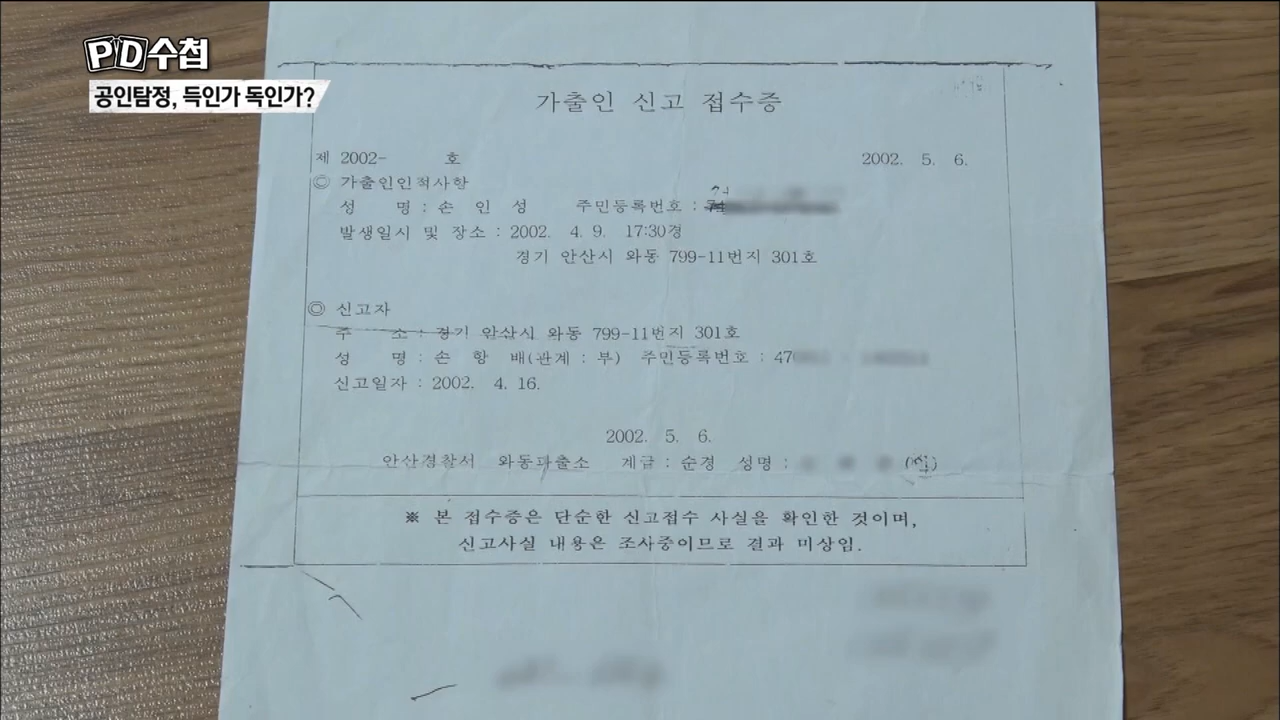 PD수첩
공인탐정, 득인가 독인가?
가출인 신고 접수증
제 2002- 호 2002. 5. 6.
◎ 가출인인적사항
성 명 : 손 인 성 주민등록번호 :
발생일시 및 장소 : 2002. 4. 9. 17:30경
경기 안산시 와동 799-11번지 301호
◎ 신고자
주 소 : 경기 안산시 와동 799-11번지 301호
성 명 : 손 항 배(관계 : 부) 주민등록번호 : 47
신고일자 : 2002. 4. 16.
2002. 5. 6.
안산경찰서 와동파출소 계급 : 순경 성명 : (인)
※ 본 접수증은 단순한 신고접수 사실을 확인한 것이며,
신고사실 내용은 조사중이므로 결과 미상임.